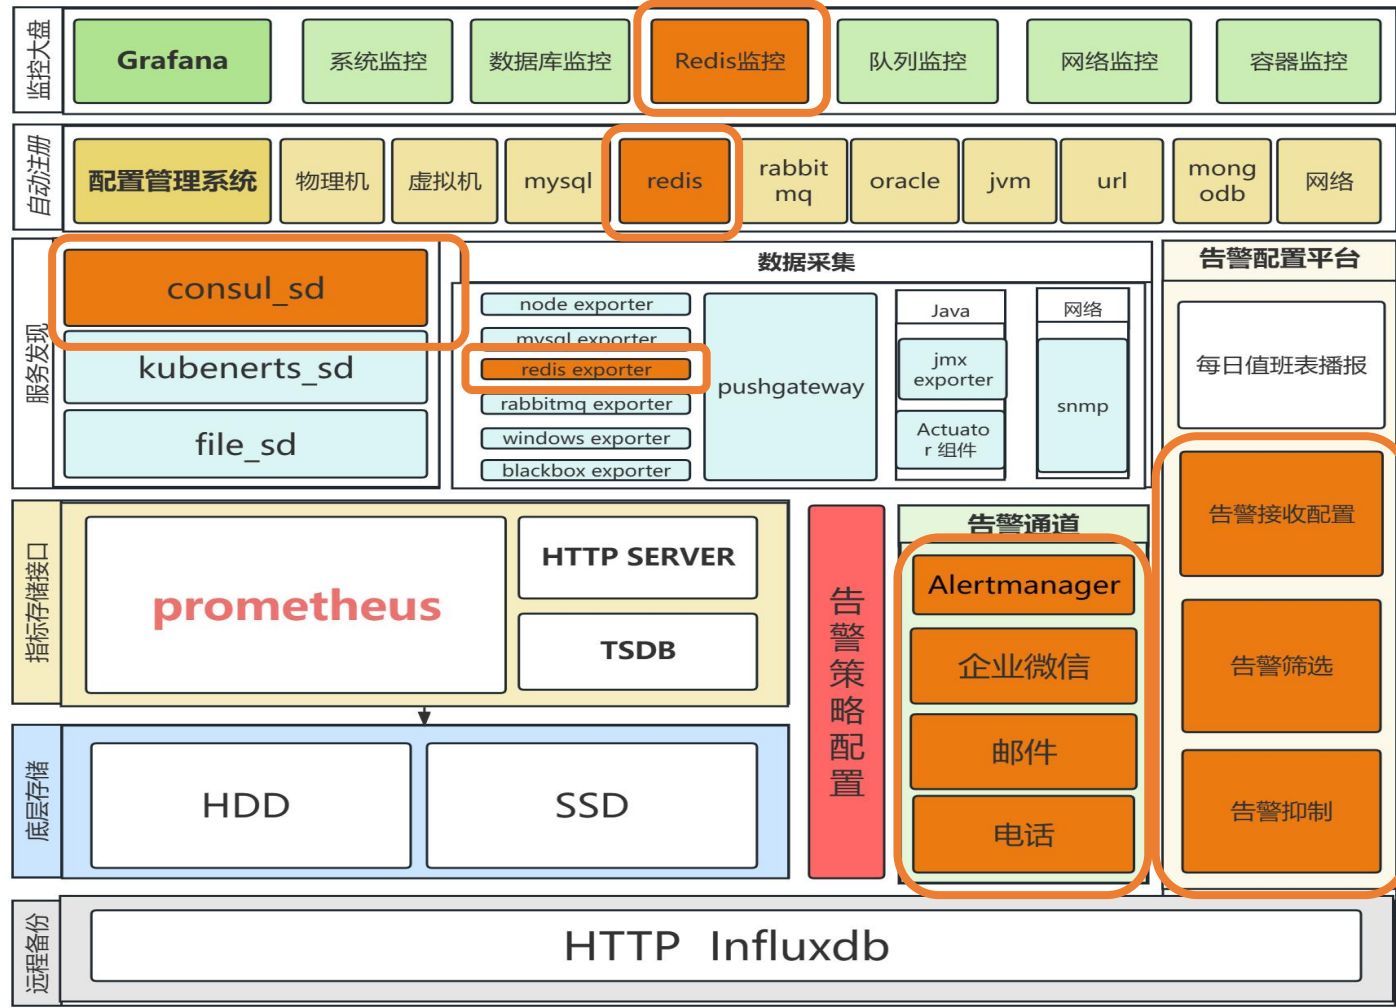 监控大盘
Grafana
系统监控
数据库监控
Redis监控
队列监控
网络监控
容器监控
自动注册
配置管理系统
物理机
虚拟机
mysql
redis
rabbit
mq
oracle
jvm
url
mong
odb
网络
服务发现
consul_sd
kubenerts_sd
file_sd
数据采集
node exporter
mysql exporter
redis exporter
rabbitmq exporter
windows exporter
blackbox exporter
pushgateway
Java
jmx
exporter
Actuato
r 组件
网络
snmp
告警配置平台
每日值班表播报
告警接收配置
告警筛选
告警抑制
指标存储接口
prometheus
HTTP SERVER
TSDB
告警策略配置
告警通道
Alertmanager
企业微信
邮件
电话
底层存储
HDD
SSD
远程备份
HTTP Influxdb